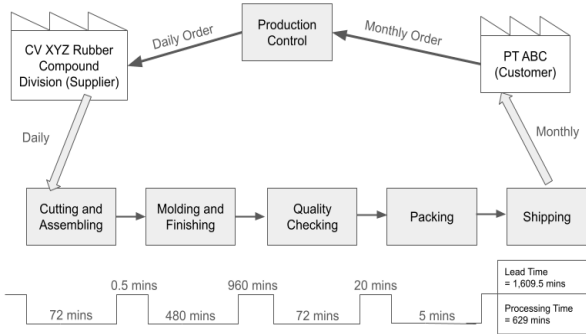 Production
Control
Daily Order
Monthly Order
CV XYZ Rubber
Compound
Division (Supplier)
PT ABC
(Customer)
Daily
Monthly
Cutting and
Assembling
Molding and
Finishing
Quality
Checking
Packing
Shipping
0.5 mins
960 mins
20 mins
72 mins
480 mins
72 mins
5 mins
Lead Time
= 1,609.5 mins
Processing Time
= 629 mins